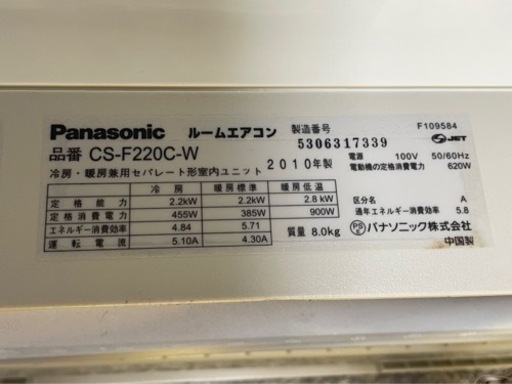 Panasonic ルームエアコン 製造番号 F109584
5306317339 JET
品番 CS-F220C-W 2010年製 電源 100V 50/60Hz
冷房・暖房兼用セパレート形室内ユニット 電動機の定格消費電力 620W
冷房 暖房標準 暖房低温
定格能力 2.2kW 2.2kW 2.8kW 区分名 A
定格消費電力 455W 385W 900W 通年エネルギー消費効率 5.8
エネルギー消費効率 4.84 5.71
運転電流 5.10A 4.30A 質量 8.0kg PSE パナソニック株式会社
中国製